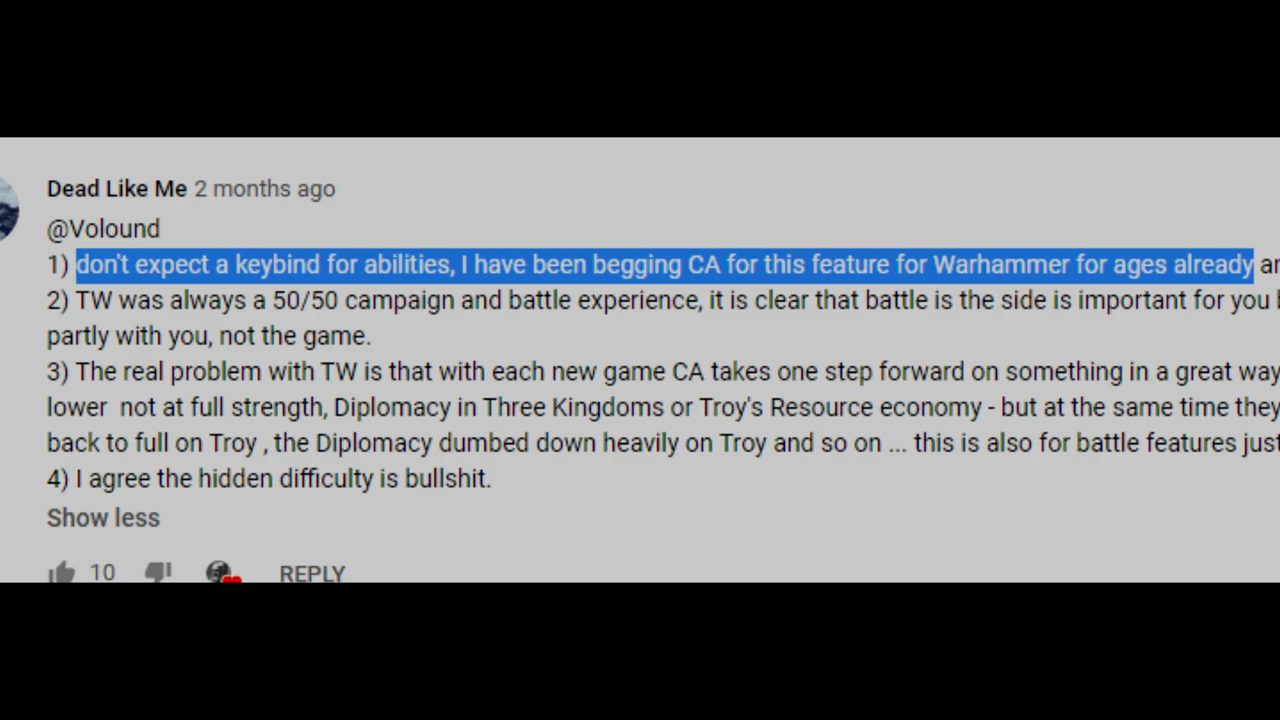 Dead Like Me 2 months ago
@Volound
1) don't expect a keybind for abilities, I have been begging CA for this feature for Warhammer for ages already
2) TW was always a 50/50 campaign and battle experience, it is clear that battle is the side is important for you
partly with you, not the game.
3) The real problem with TW is that with each new game CA takes one step forward on something in a great way
lower not at full strength, Diplomacy in Three Kingdoms or Troy's Resource economy - but at the same time they
back to full on Troy , the Diplomacy dumbed down heavily on Troy and so on ... this is also for battle features just
4) I agree the hidden difficulty is bullshit.
Show less
10 REPLY